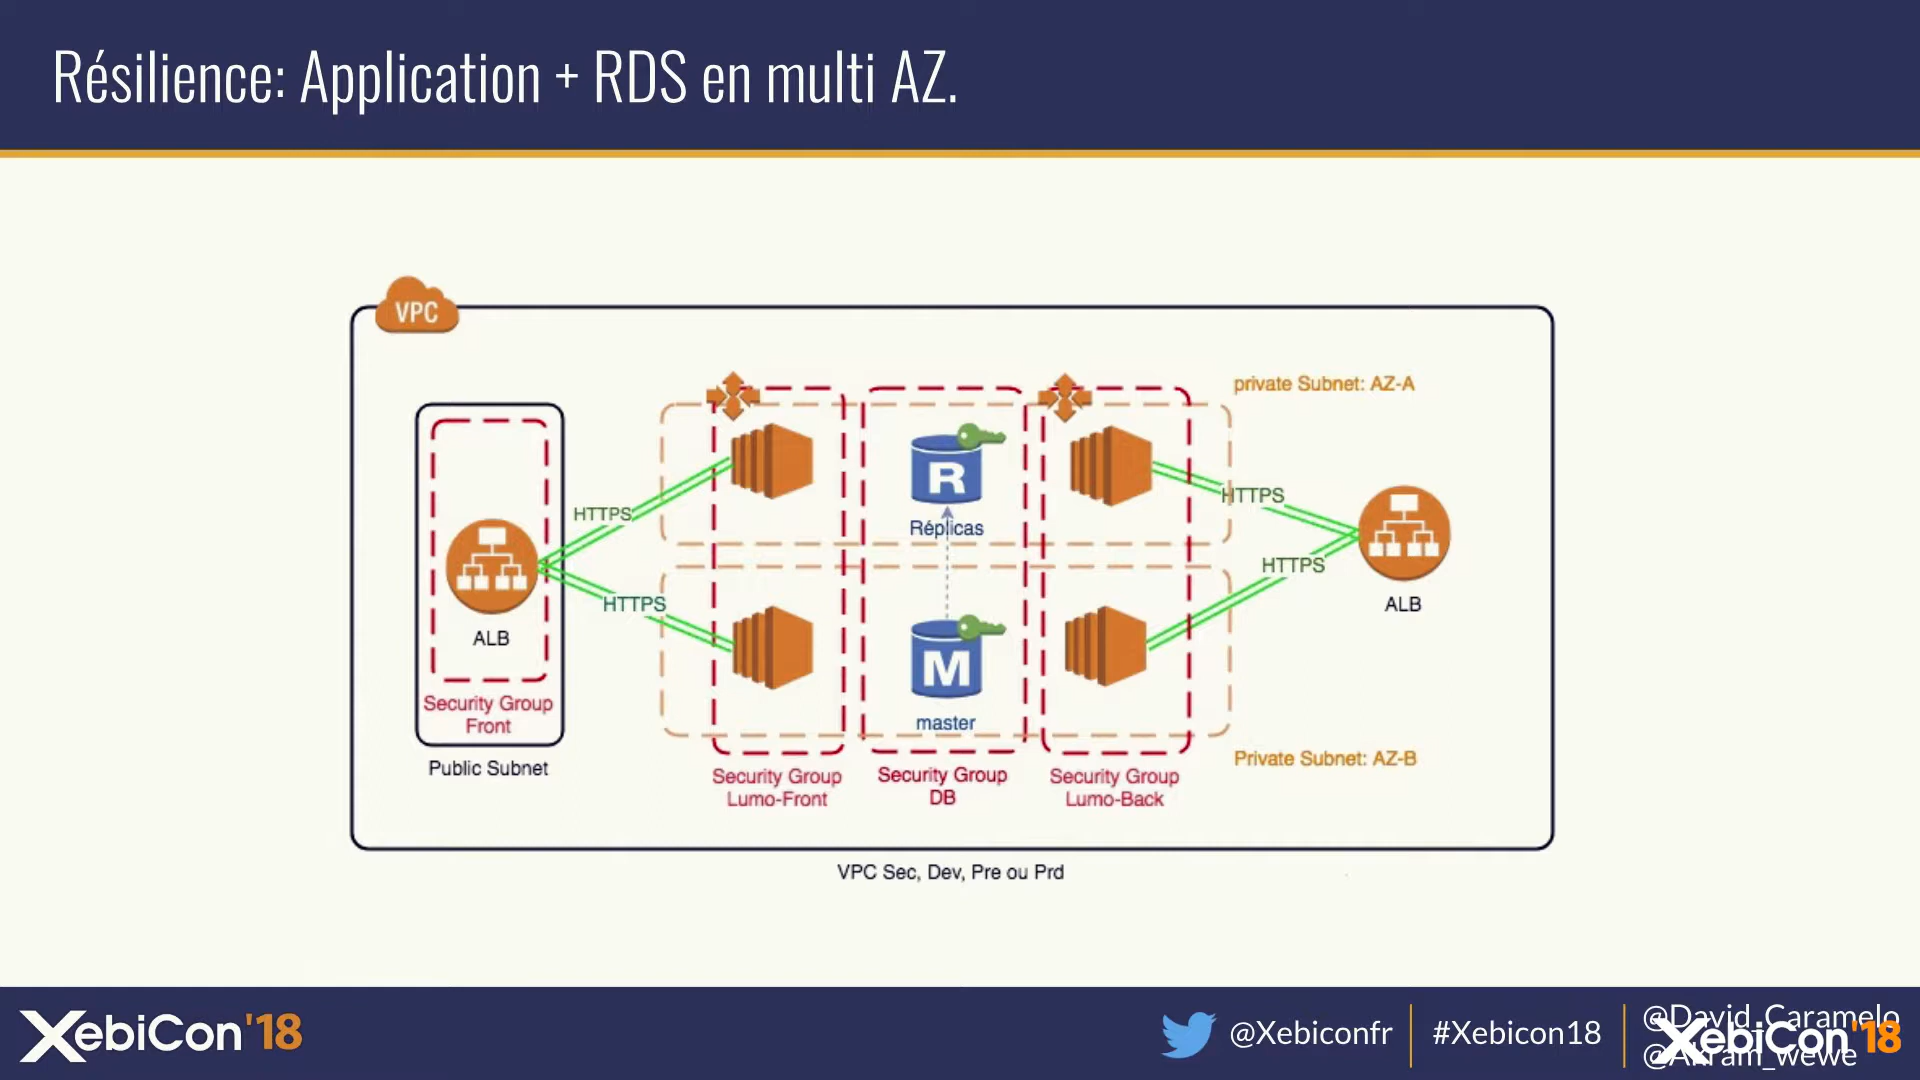 Résilience: Application + RDS en multi AZ.
VPC
private Subnet: AZ-A
HTTPS
HTTPS
ALB
Security Group
Front
Public Subnet
R
Réplicas
M
master
HTTPS
HTTPS
ALB
Private Subnet: AZ-B
Security Group
Lumo-Front
Security Group
DB
Security Group
Lumo-Back
VPC Sec, Dev, Pre ou Prd
XebiCon'18
@Xebiconfr
#Xebicon18
@David_Caramelo
XebiCon'18
@Akram_wewe